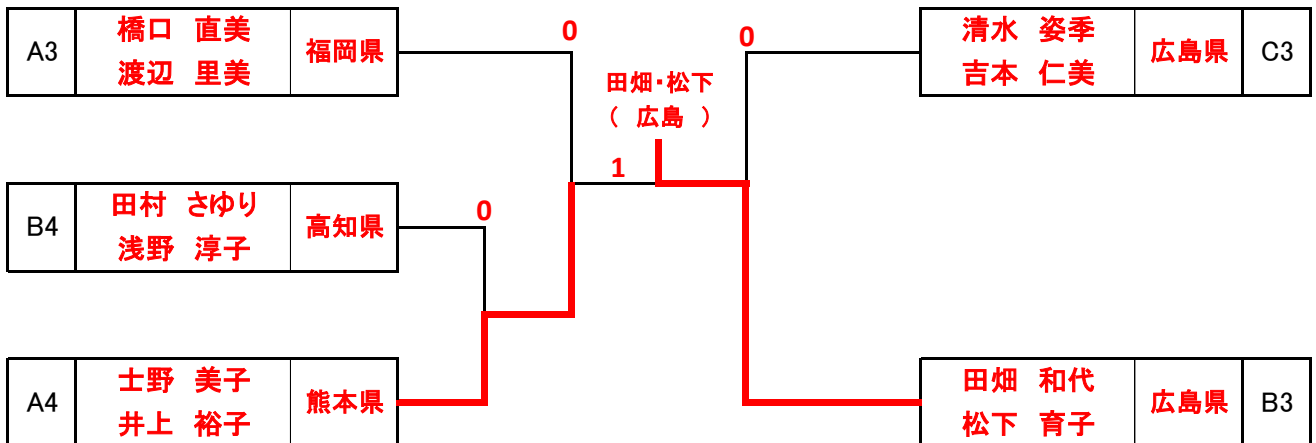 A3
橋口 直美
渡辺 里美
福岡県
0
0
清水 姿季
吉本 仁美
広島県
C3
田畑・松下
( 広島 )
1
B4
田村 さゆり
浅野 淳子
高知県
0
A4
士野 美子
井上 裕子
熊本県
田畑 和代
松下 育子
広島県
B3